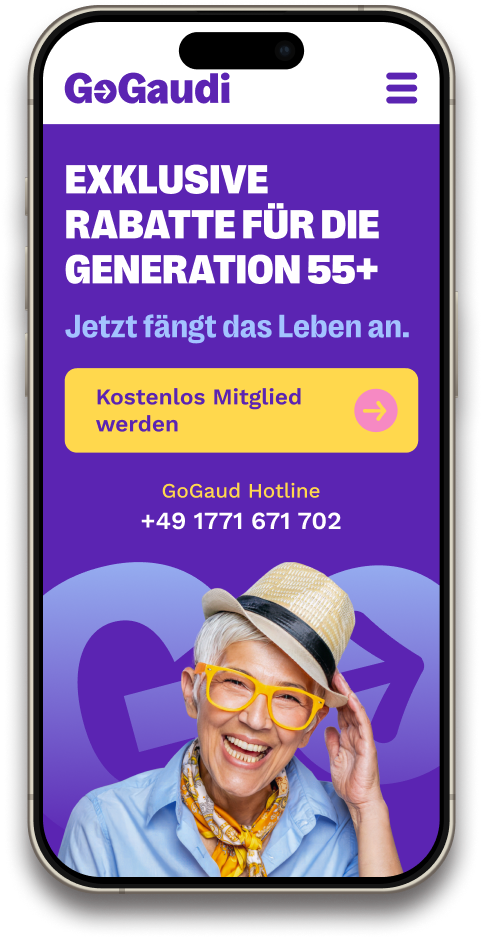 GoGaudi
EXKLUSIVE
RABATTE FÜR DIE
GENERATION 55+
Jetzt fängt das Leben an.
Kostenlos Mitglied
werden
GoGaud Hotline
+49 1771 671 702